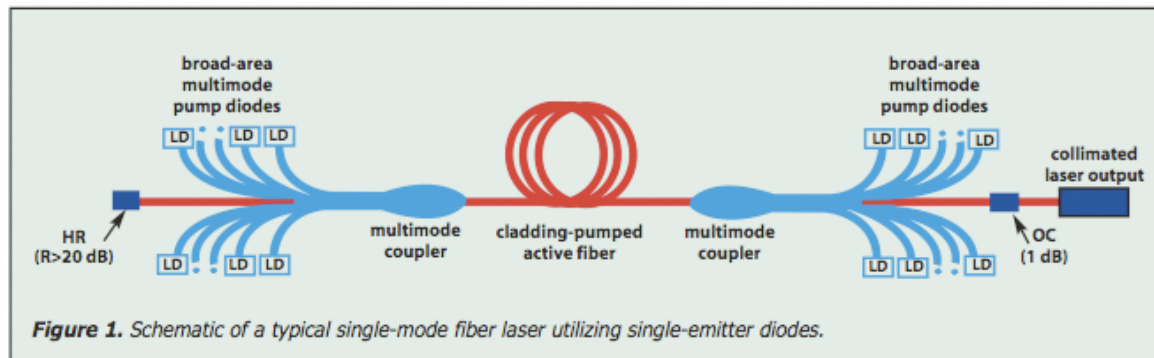 broad-area
multimode
pump diodes
broad-area
multimode
pump diodes
LD LD LD
LD LD LD
collimated
laser output
HR
(R>20 dB)
multimode
coupler
cladding-pumped
active fiber
multimode
coupler
OC
(1 dB)
LD LD LD
LD LD LD
Figure 1. Schematic of a typical single-mode fiber laser utilizing single-emitter diodes.